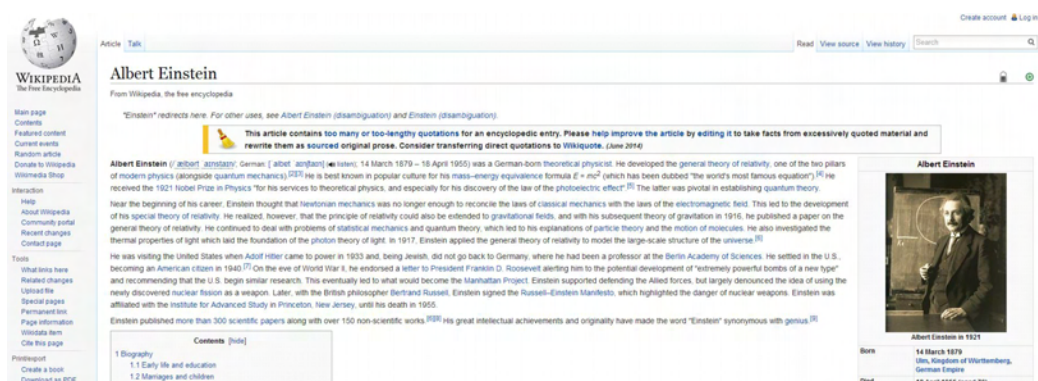 Create account Log in
Article Talk
Read View source View history Search
WIKIPEDIA
The Free Encyclopedia
Main page
Contents
Featured content
Current events
Random article
Donate to Wikipedia
Wikimedia Shop
Interaction
Help
About Wikipedia
Community portal
Recent changes
Contact page
Tools
What links here
Related changes
Upload file
Special pages
Permanent link
Page information
Wikidata item
Cite this page
Print/export
Create a book
Download as PDF
Albert Einstein
From Wikipedia, the free encyclopedia
"Einstein" redirects here. For other uses, see Albert Einstein (disambiguation) and Einstein (disambiguation).
This article contains too many or too-lengthy quotations for an encyclopedic entry. Please help improve the article by editing it to take facts from excessively quoted material and
rewrite them as sourced original prose. Consider transferring direct quotations to Wikiquote. (June 2014)
Albert Einstein German: listen); 14 March 1879 – 18 April 1955) was a German-born theoretical physicist. He developed the general theory of relativity, one of the two pillars
of modern physics (alongside quantum mechanics).[2][3] He is best known in popular culture for his mass–energy equivalence formula E = mc² (which has been dubbed "the world's most famous equation").[4] He
received the 1921 Nobel Prize in Physics "for his services to theoretical physics, and especially for his discovery of the law of the photoelectric effect".[5] The latter was pivotal in establishing quantum theory.
Near the beginning of his career, Einstein thought that Newtonian mechanics was no longer enough to reconcile the laws of classical mechanics with the laws of the electromagnetic field. This led to the development
of his special theory of relativity. He realized, however, that the principle of relativity could also be extended to gravitational fields, and with his subsequent theory of gravitation in 1916, he published a paper on the
general theory of relativity. He continued to deal with problems of statistical mechanics and quantum theory, which led to his explanations of particle theory and the motion of molecules. He also investigated the
thermal properties of light which laid the foundation of the photon theory of light. In 1917, Einstein applied the general theory of relativity to model the large-scale structure of the universe.[6]
He was visiting the United States when Adolf Hitler came to power in 1933 and, being Jewish, did not go back to Germany, where he had been a professor at the Berlin Academy of Sciences. He settled in the U.S.,
becoming an American citizen in 1940.[7] On the eve of World War II, he endorsed a letter to President Franklin D. Roosevelt alerting him to the potential development of "extremely powerful bombs of a new type"
and recommending that the U.S. begin similar research. This eventually led to what would become the Manhattan Project. Einstein supported defending the Allied forces, but largely denounced the idea of using the
newly discovered nuclear fission as a weapon. Later, with the British philosopher Bertrand Russell, Einstein signed the Russell–Einstein Manifesto, which highlighted the danger of nuclear weapons. Einstein was
affiliated with the Institute for Advanced Study in Princeton, New Jersey, until his death in 1955.
Einstein published more than 300 scientific papers along with over 150 non-scientific works. His great intellectual achievements and originality have made the word "Einstein" synonymous with genius.[9]
Contents [hide]
1 Biography
1.1 Early life and education
1.2 Marriages and children
Albert Einstein
Albert Einstein in 1921
Born 14 March 1879
Ulm, Kingdom of Württemberg,
German Empire